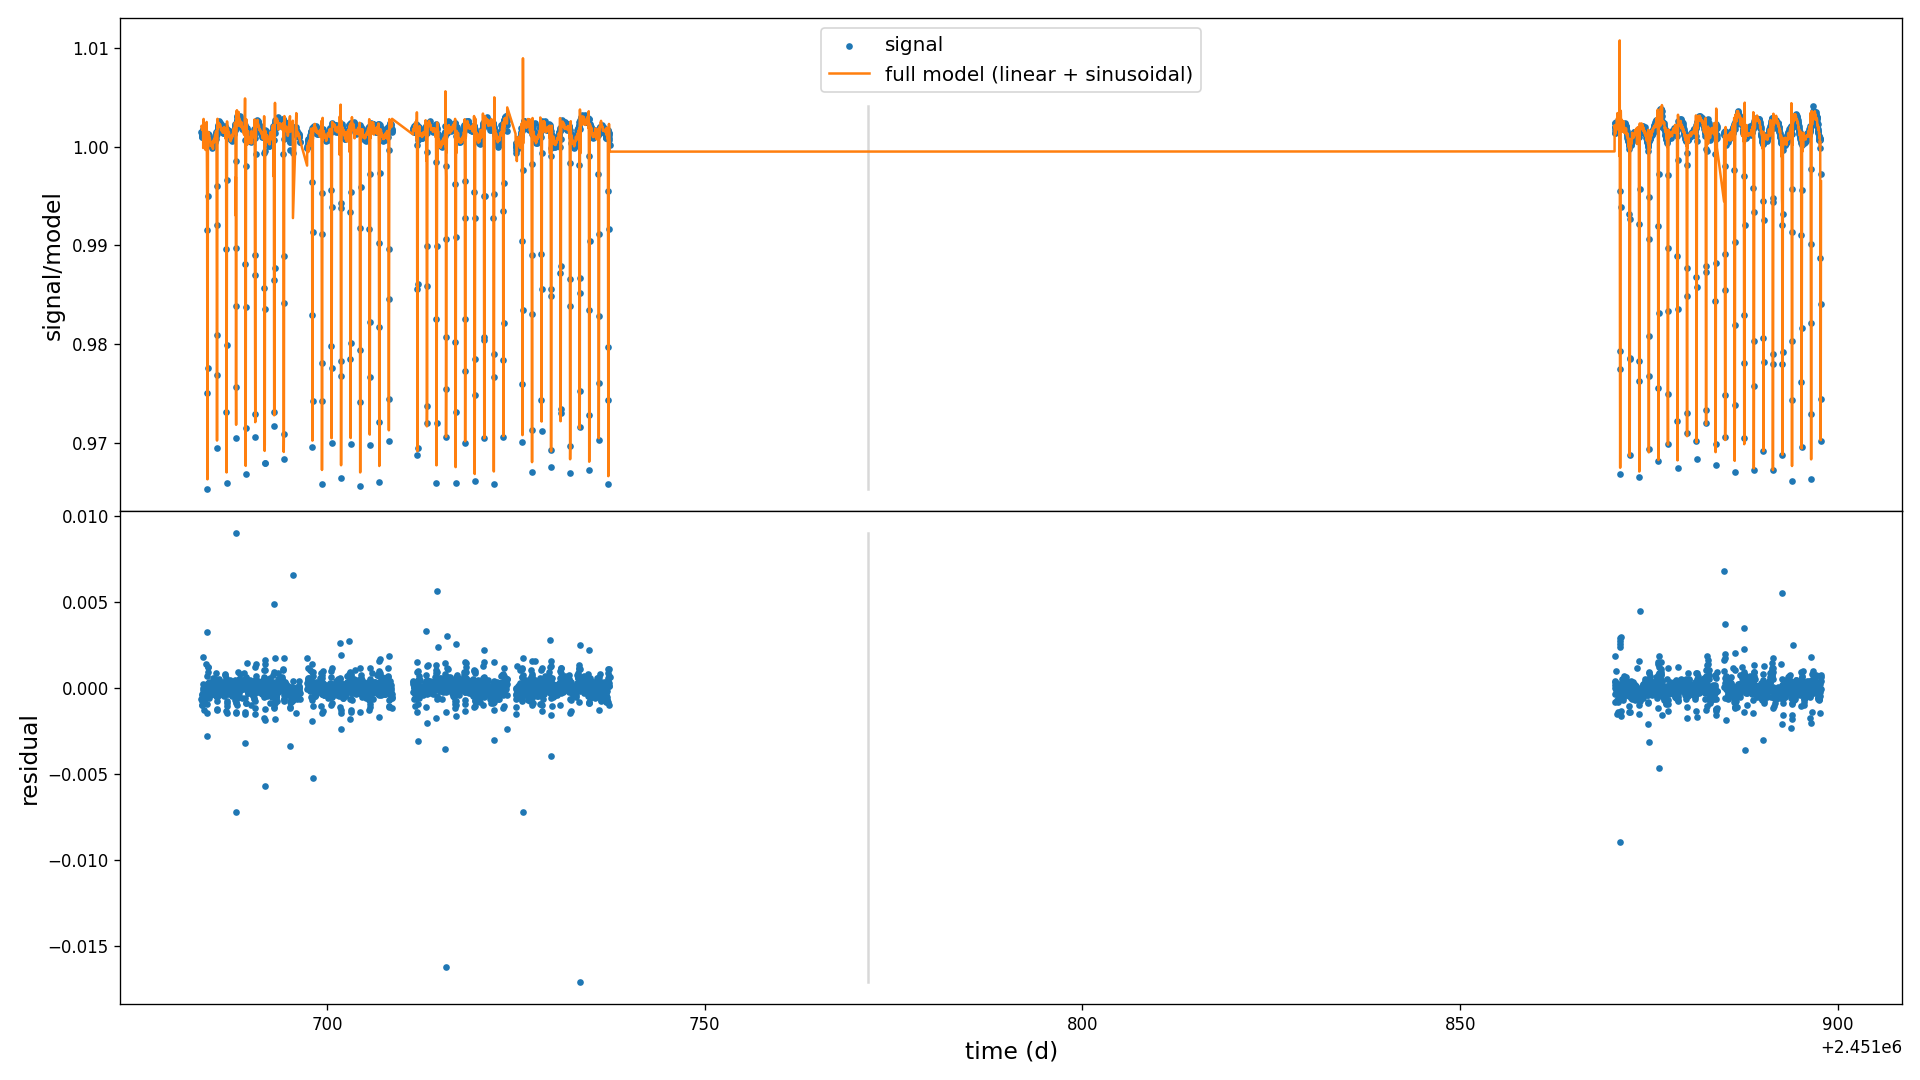 signal
full model (linear + sinusoidal)
signal/model
1.01
1.00
0.99
0.98
0.97
residual
0.010
0.005
0.000
−0.005
−0.010
−0.015
700
750
800
850
900
time (d)
+2.451e6